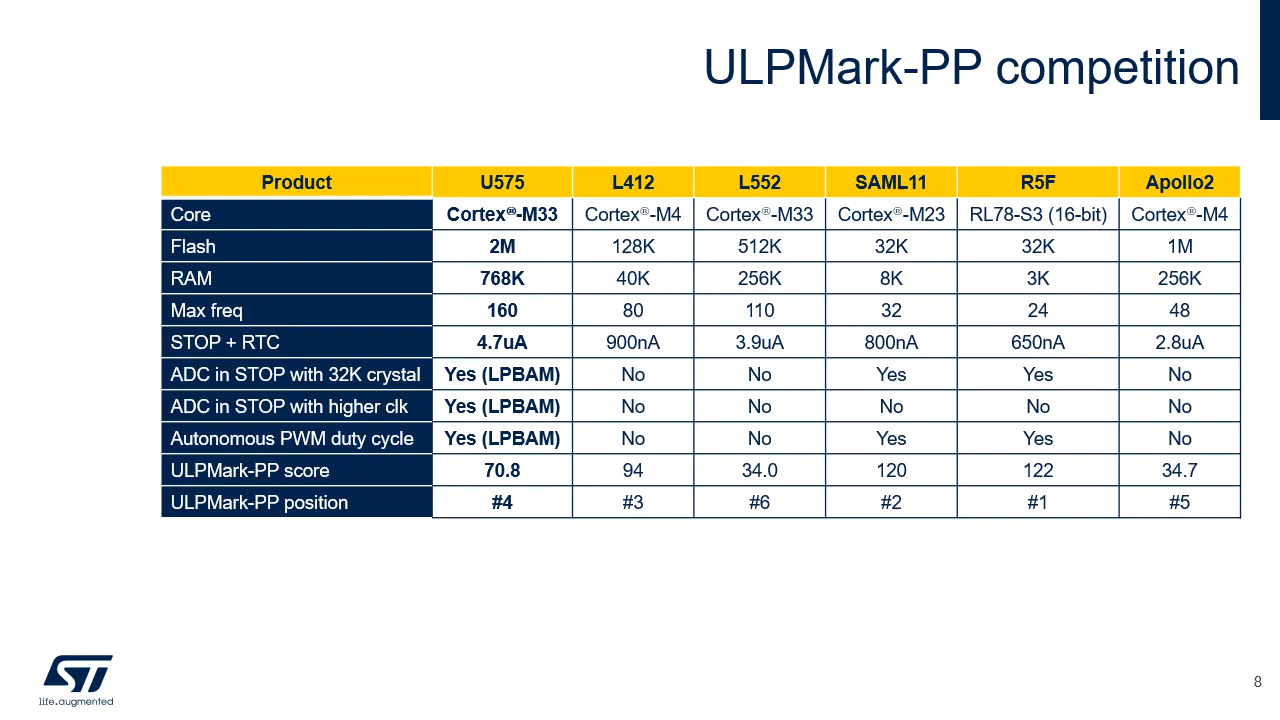 ULPMark-PP competition
Product U575 L412 L552 SAML11 R5F Apollo2
Core Cortex®-M33 Cortex®-M4 Cortex®-M33 Cortex®-M23 RL78-S3 (16-bit) Cortex®-M4
Flash 2M 128K 512K 32K 32K 1M
RAM 768K 40K 256K 8K 3K 256K
Max freq 160 80 110 32 24 48
STOP + RTC 4.7uA 900nA 3.9uA 800nA 650nA 2.8uA
ADC in STOP with 32K crystal Yes (LPBAM) No No Yes Yes No
ADC in STOP with higher clk Yes (LPBAM) No No No No No
Autonomous PWM duty cycle Yes (LPBAM) No No Yes Yes No
ULPMark-PP score 70.8 94 34.0 120 122 34.7
ULPMark-PP position #4 #3 #6 #2 #1 #5
ST
life.augmented
8